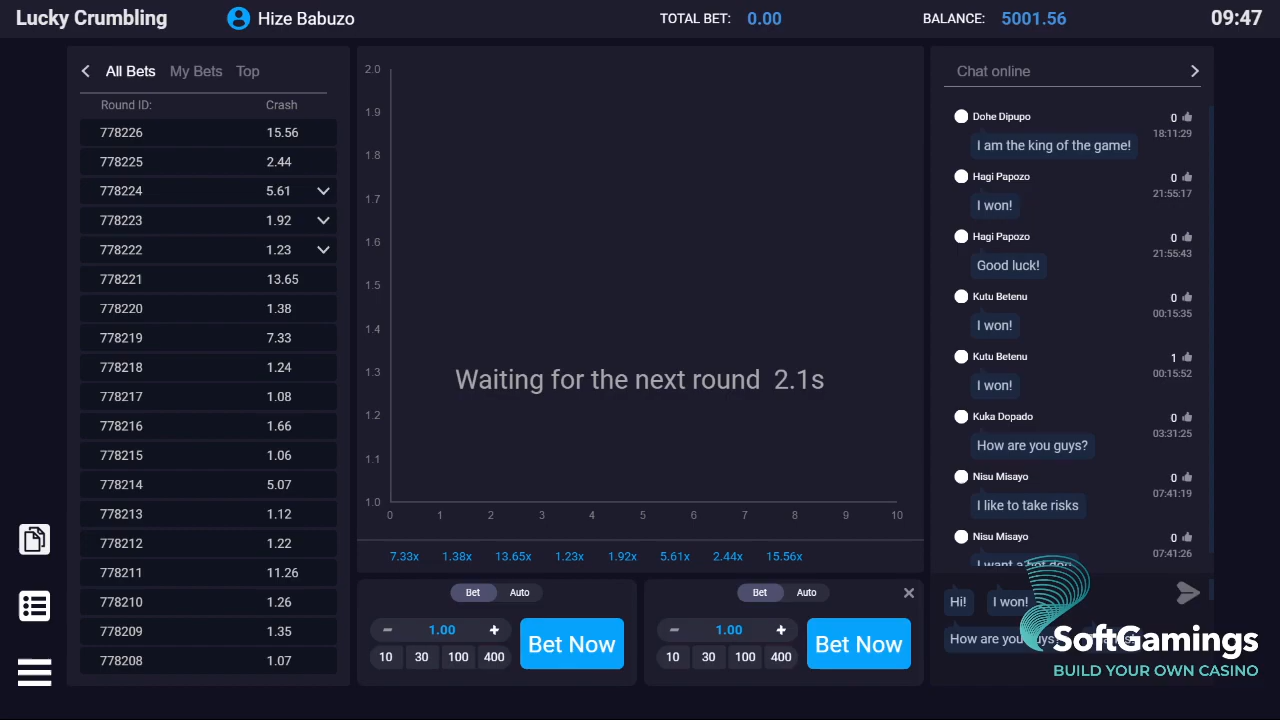 Lucky Crumbling
Hize Babuzo
TOTAL BET: 0.00
BALANCE: 5001.56
09:47
All Bets My Bets Top
Round ID: Crash
778226 15.56
778225 2.44
778224 5.61
778223 1.92
778222 1.23
778221 13.65
778220 1.38
778219 7.33
778218 1.24
778217 1.08
778216 1.66
778215 1.06
778214 5.07
778213 1.12
778212 1.22
778211 11.26
778210 1.26
778209 1.35
778208 1.07
2.0
1.9
1.8
1.7
1.6
1.5
1.4
1.3
1.2
1.1
1.0
Waiting for the next round 2.1s
0 1 2 3 4 5 6 7 8 9 10
7.33x 1.38x 13.65x 1.23x 1.92x 5.61x 2.44x 15.56x
Bet Auto
1.00
10 30 100 400
Bet Now
Bet Auto
1.00
10 30 100 400
Bet Now
Chat online
Dohe Dipupo 0
18:11:29
I am the king of the game!
Hagi Papozo 0
21:55:17
I won!
Hagi Papozo 0
21:55:43
Good luck!
Kutu Betenu 0
00:15:35
I won!
Kutu Betenu 1
00:15:52
I won!
Kuka Dopado 0
03:31:25
How are you guys?
Nisu Misayo 0
07:41:19
I like to take risks
Nisu Misayo 0
07:41:26
I want a hot dog
Hi! I won!
How are you guys
SoftGamings
BUILD YOUR OWN CASINO